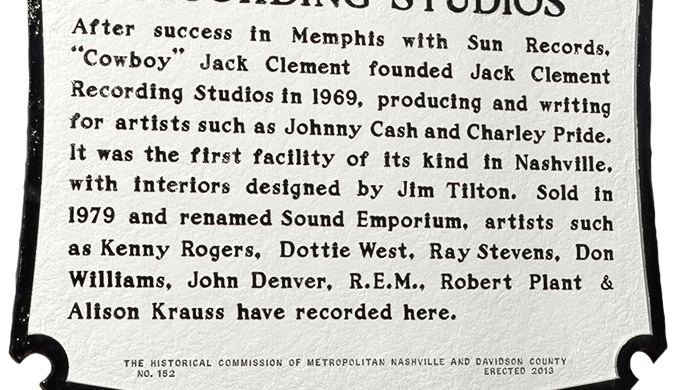 RECORDING STUDIOS
After success in Memphis with Sun Records,
"Cowboy" Jack Clement founded Jack Clement
Recording Studios in 1969, producing and writing
for artists such as Johnny Cash and Charley Pride.
It was the first facility of its kind in Nashville,
with interiors designed by Jim Tilton. Sold in
1979 and renamed Sound Emporium, artists such
as Kenny Rogers, Dottie West, Ray Stevens, Don
Williams, John Denver, R.E.M., Robert Plant &
Alison Krauss have recorded here.
THE HISTORICAL COMMISSION OF METROPOLITAN NASHVILLE AND DAVIDSON COUNTY
NO. 152 ERECTED 2013